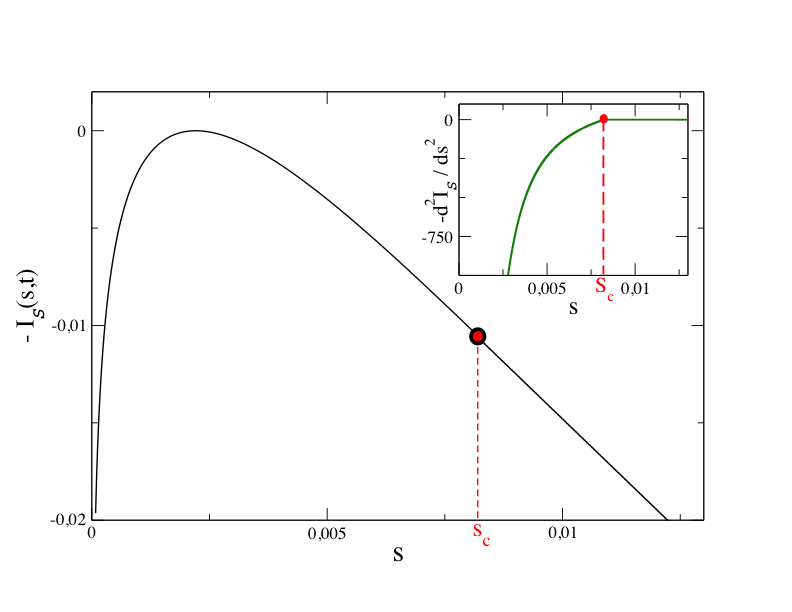 0
-0,01
-0,02
- I_S(s,t)
0
0,005
0,01
s_c
s
0
-750
-d²I_S / ds²
0
0,005
0,01
S_c
s